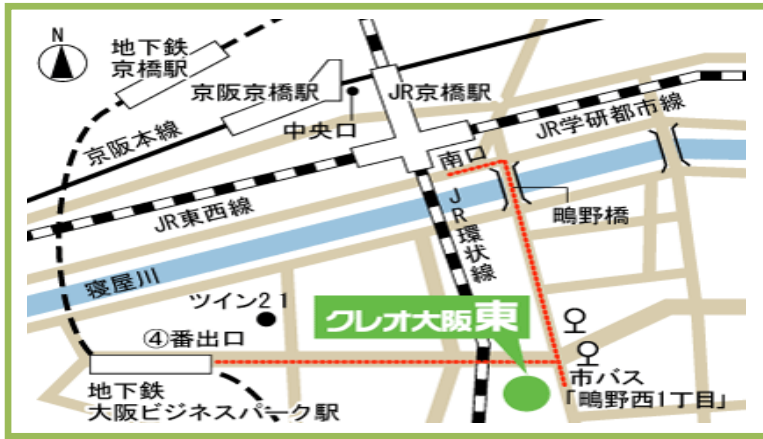 N
地下鉄
京橋駅
京阪京橋駅
JR京橋駅
中央口
京阪本線
JR学研都市線
南口
JR東西線
JR環状線
鴫野橋
寝屋川
ツイン21
クレオ大阪東
④番出口
地下鉄
大阪ビジネスパーク駅
市バス
「鴫野西1丁目」